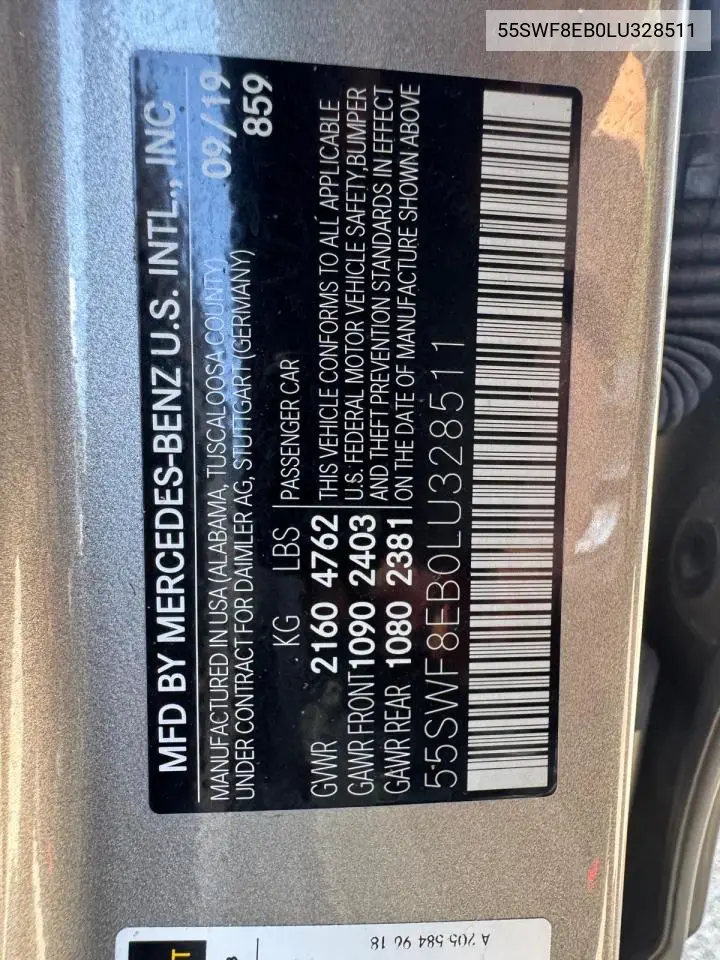 55SWF8EB0LU328511
MFD BY MERCEDES-BENZ U.S. INTL., INC
MANUFACTURED IN USA (ALABAMA, TUSCALOOSA COUNTY) 09/19
UNDER CONTRACT FOR DAIMLER AG, STUTTGART (GERMANY) 859
KG LBS PASSENGER CAR
GVWR 2160 4762 THIS VEHICLE CONFORMS TO ALL APPLICABLE
GAWR FRONT 1090 2403 U.S. FEDERAL MOTOR VEHICLE SAFETY, BUMPER
GAWR REAR 1080 2381 AND THEFT PREVENTION STANDARDS IN EFFECT
ON THE DATE OF MANUFACTURE SHOWN ABOVE
55SWF8EB0LU328511
A 205 584 96 18